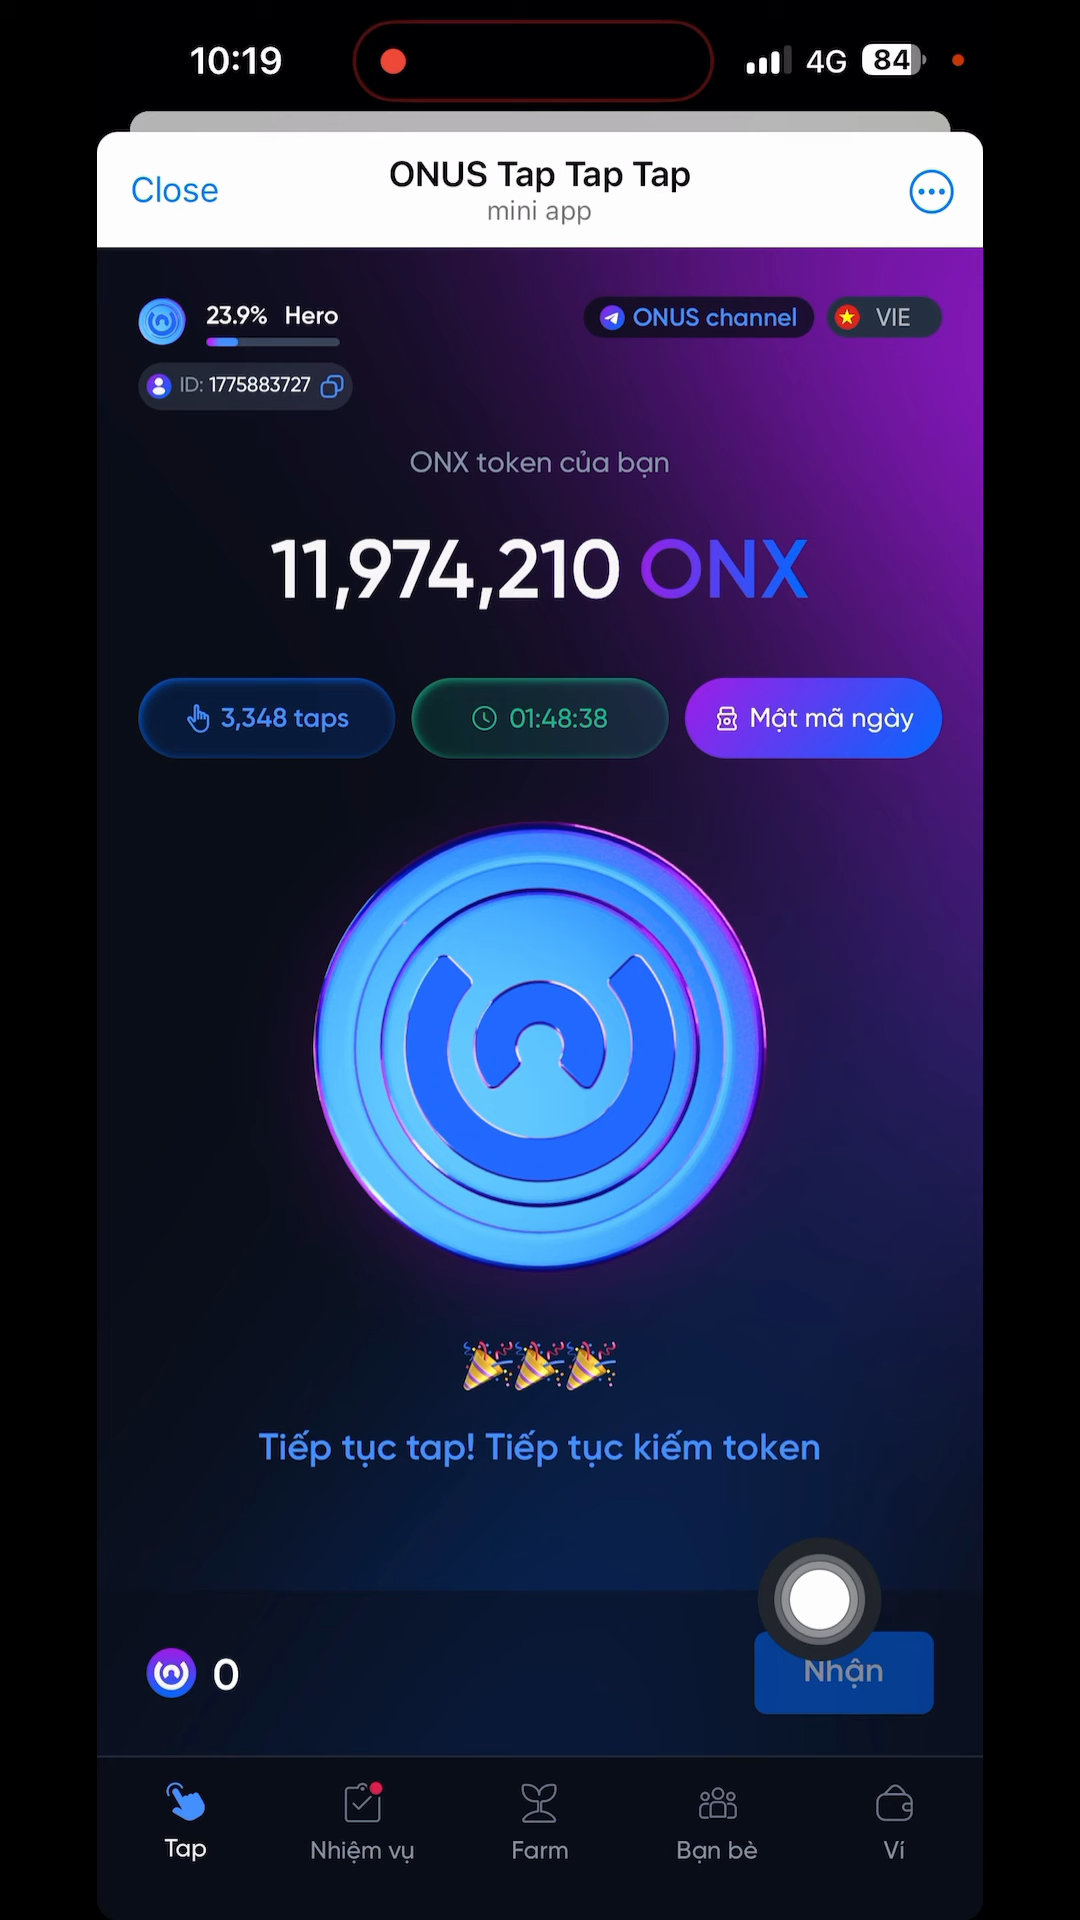 10:19
4G
84
Close
ONUS Tap Tap Tap
mini app
23.9% Hero
ONUS channel
VIE
ID: 1775883727
ONX token của bạn
11,974,210 ONX
3,348 taps
01:48:38
Mật mã ngày
Tiếp tục tap! Tiếp tục kiếm token
0
Nhận
Tap
Nhiệm vụ
Farm
Bạn bè
Ví